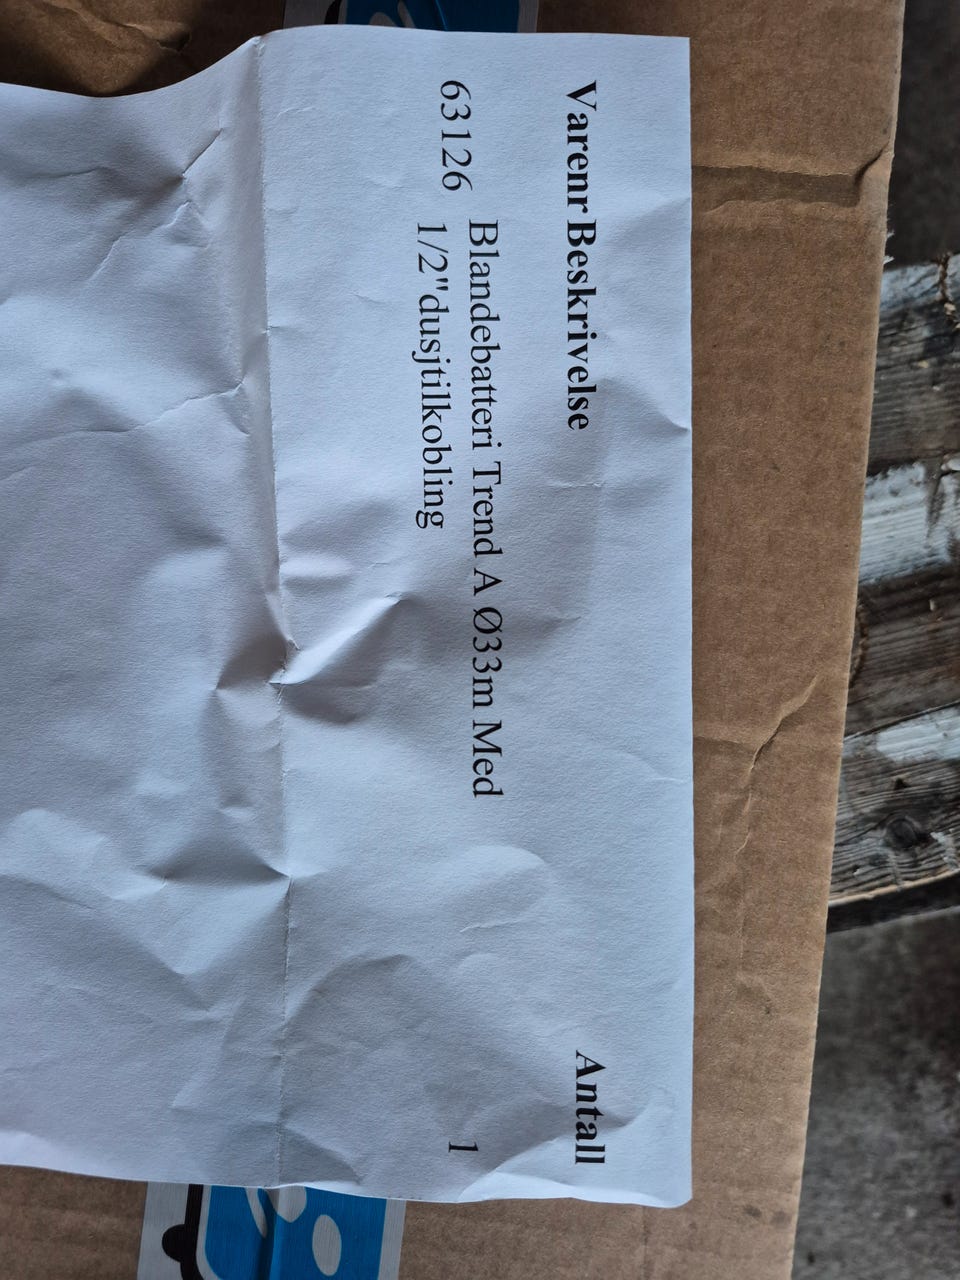 Varenr Beskrivelse Antall
63126 Blandebatteri Trend A Ø33m Med 1
1/2"dusjtilkobling